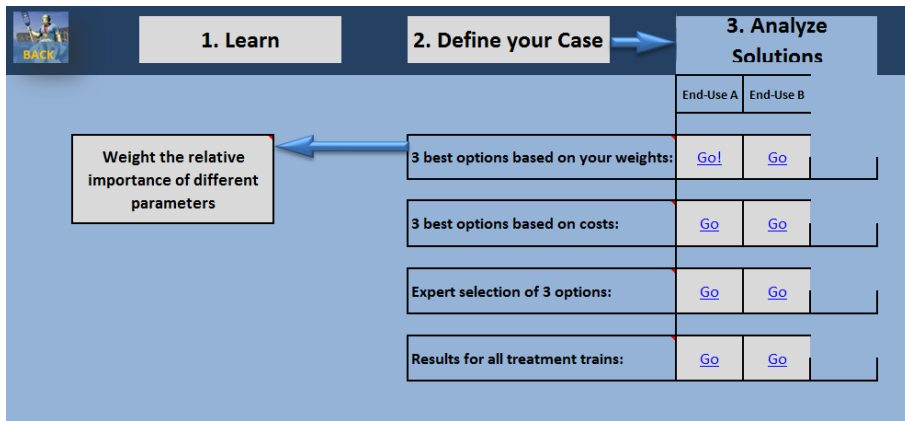 BACK
1. Learn
2. Define your Case
3. Analyze
Solutions
End-Use A
End-Use B
Weight the relative
importance of different
parameters
3 best options based on your weights:
Go!
Go
3 best options based on costs:
Go
Go
Expert selection of 3 options:
Go
Go
Results for all treatment trains:
Go
Go